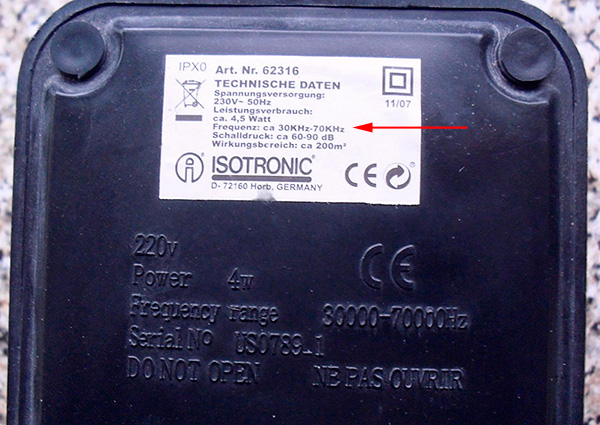 IPX0 Art. Nr. 62316
TECHNISCHE DATEN
Spannungsversorgung:
230V~ 50Hz
Leistungsverbrauch:
ca. 4,5 Watt
Frequenz: ca 30KHz-70KHz
Schalldruck: ca 60-90 dB
Wirkungsbereich: ca 200m²
11/07
ISOTRONIC®
D- 72160 Horb, GERMANY
CE
220v
CE
Power 4w
Frequency range 30000-70000Hz
Serial No US0789-1
DO NOT OPEN NE PAS OUVRIR